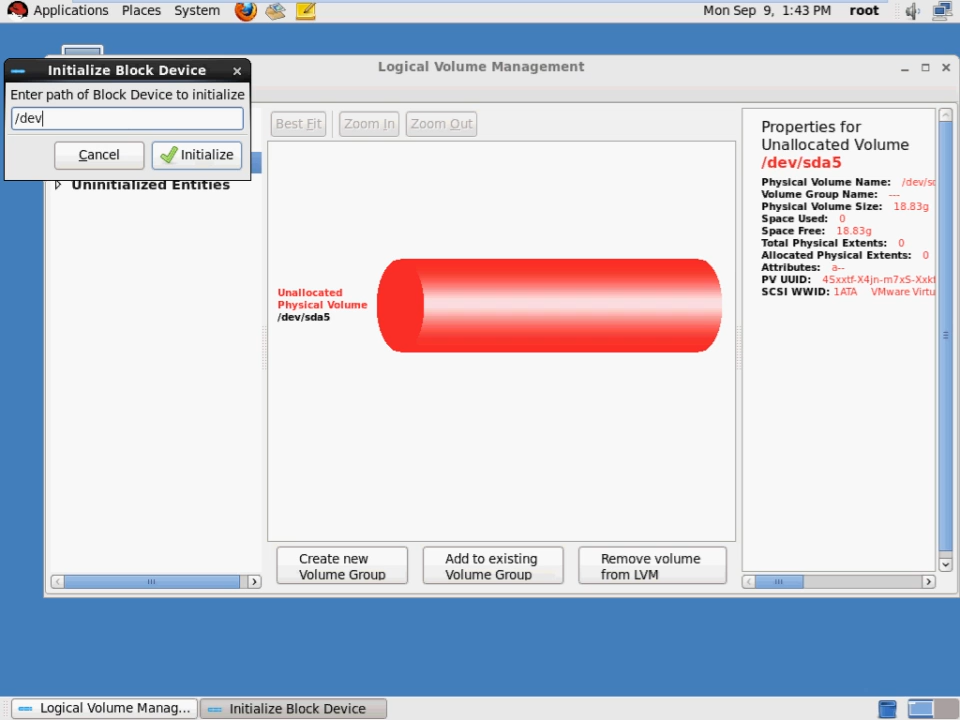 Applications Places System
Mon Sep 9, 1:43 PM root
Logical Volume Management
Initialize Block Device
Enter path of Block Device to initialize
/dev
Cancel Initialize
Uninitialized Entities
Best Fit Zoom In Zoom Out
Unallocated
Physical Volume
/dev/sda5
Properties for
Unallocated Volume
/dev/sda5
Physical Volume Name:
Volume Group Name: ---
Physical Volume Size: 18.83g
Space Used: 0
Space Free: 18.83g
Total Physical Extents: 0
Allocated Physical Extents: 0
Attributes: a--
PV UUID:
SCSI WWID: 1ATA VMware Virtu
Create new
Volume Group
Add to existing
Volume Group
Remove volume
from LVM
Logical Volume Manag...
Initialize Block Device